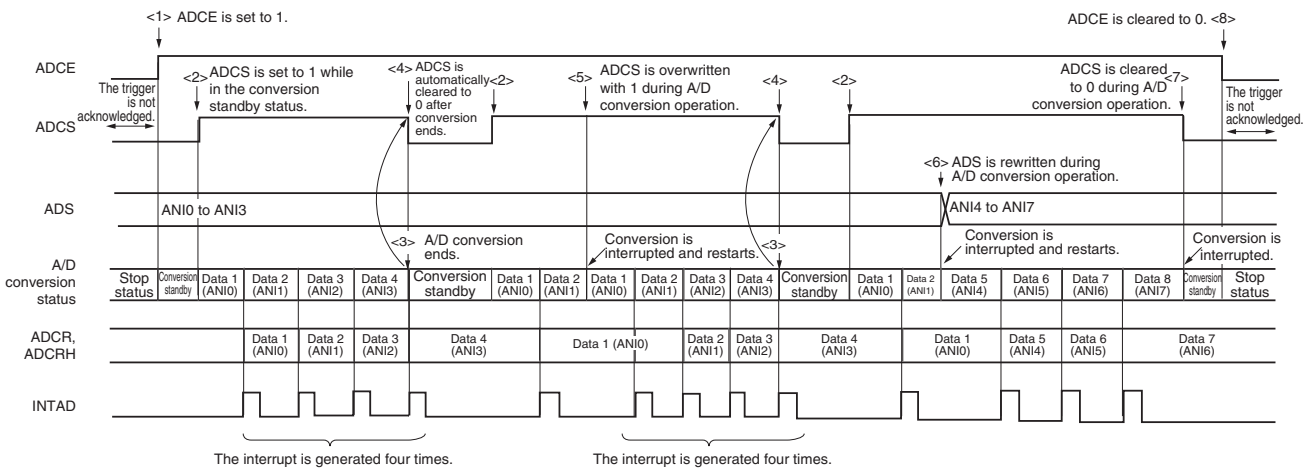 <1> ADCE is set to 1.
ADCE is cleared to 0. <8>
ADCE
The trigger
is not
acknowledged.
<2> ADCS is set to 1 while
in the conversion
standby status.
<4> ADCS is
automatically
cleared to
0 after
conversion
ends.
<2>
<5> ADCS is overwritten
with 1 during A/D
conversion operation.
<4>
<2>
ADCS is cleared
to 0 during A/D
conversion operation.
<7>
The trigger
is not
acknowledged.
ADCS
<6> ADS is rewritten during
A/D conversion operation.
ADS
ANI0 to ANI3
ANI4 to ANI7
<3> A/D conversion
ends.
Conversion is
interrupted and restarts.
<3>
Conversion is
interrupted and restarts.
Conversion is
interrupted.
A/D
conversion
status
Stop
status
Conversion
standby
Data 1
(ANI0)
Data 2
(ANI1)
Data 3
(ANI2)
Data 4
(ANI3)
Conversion
standby
Data 1
(ANI0)
Data 2
(ANI1)
Data 1
(ANI0)
Data 2
(ANI1)
Data 3
(ANI2)
Data 4
(ANI3)
Conversion
standby
Data 1
(ANI0)
Data 2
(ANI1)
Data 5
(ANI4)
Data 6
(ANI5)
Data 7
(ANI6)
Data 8
(ANI7)
Conversion
standby
Stop
status
ADCR,
ADCRH
Data 1
(ANI0)
Data 2
(ANI1)
Data 3
(ANI2)
Data 4
(ANI3)
Data 1 (ANI0)
Data 2
(ANI1)
Data 3
(ANI2)
Data 4
(ANI3)
Data 1
(ANI0)
Data 5
(ANI4)
Data 6
(ANI5)
Data 7
(ANI6)
INTAD
The interrupt is generated four times.
The interrupt is generated four times.